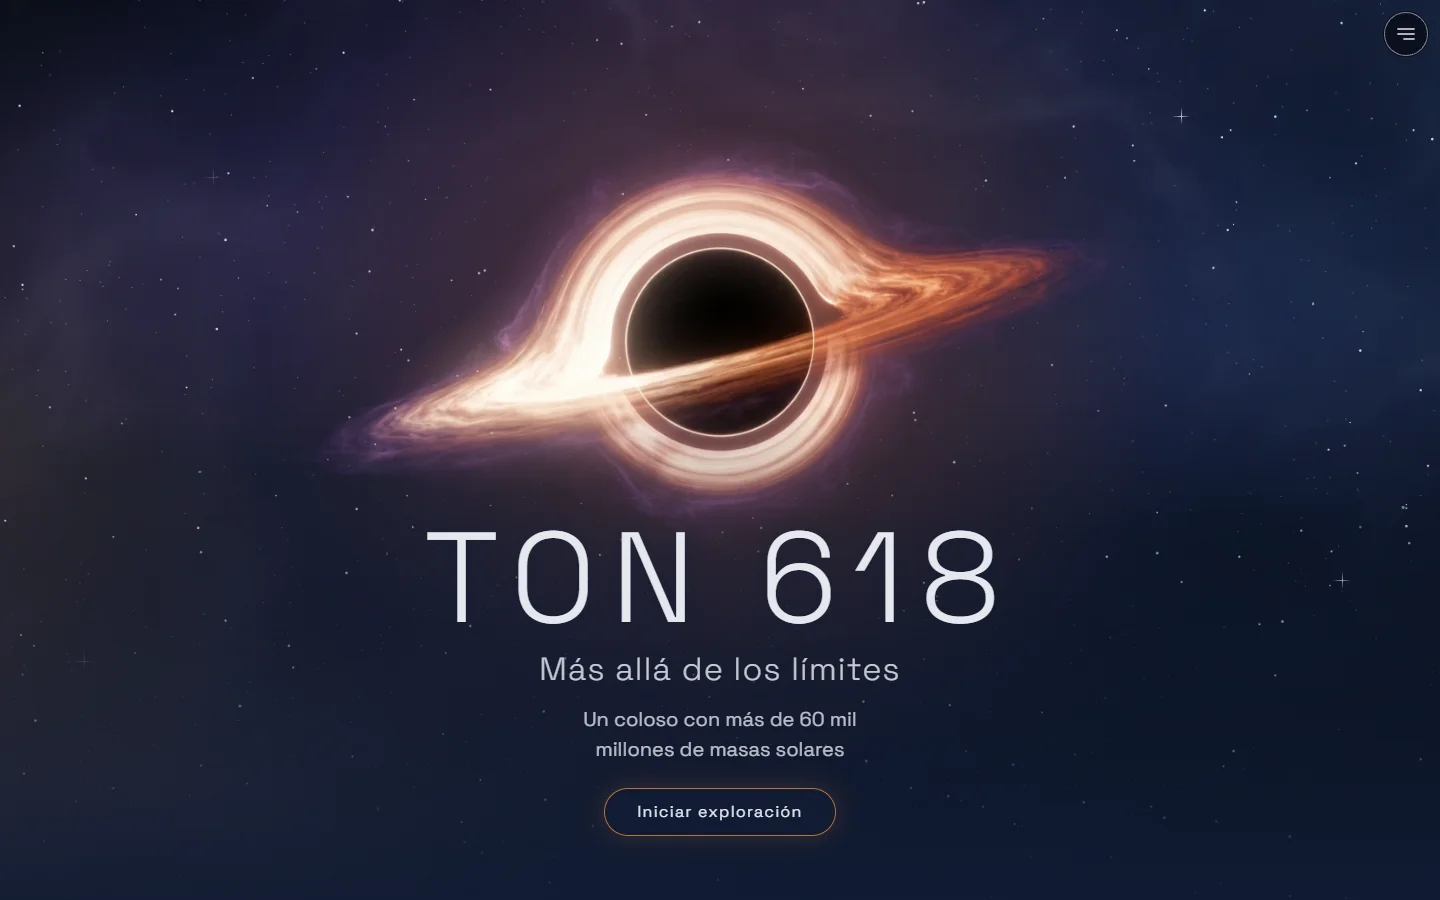 TON 618
Más allá de los límites
Un coloso con más de 60 mil
millones de masas solares
Iniciar exploración